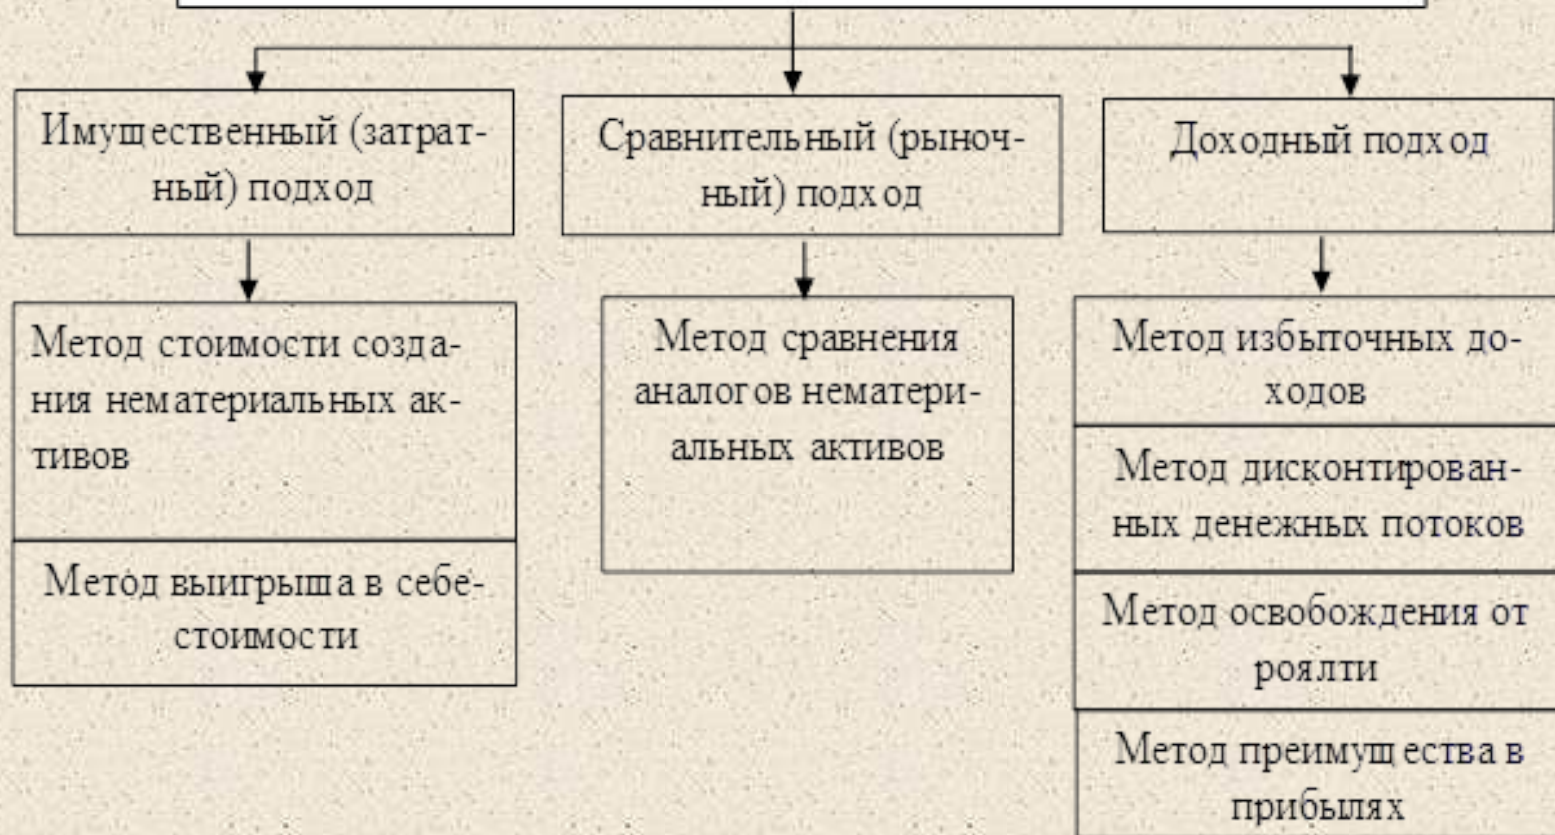 Имущественный (затрат-
ный) подход
Сравнительный (рыноч-
ный) подход
Доходный подход
Метод стоимости созда-
ния нематериальных ак-
тивов
Метод выигрыша в себе-
стоимости
Метод сравнения
аналогов нематери-
альных активов
Метод избыточных до-
ходов
Метод дисконтирован-
ных денежных потоков
Метод освобождения от
роялти
Метод преимущества в
прибылях